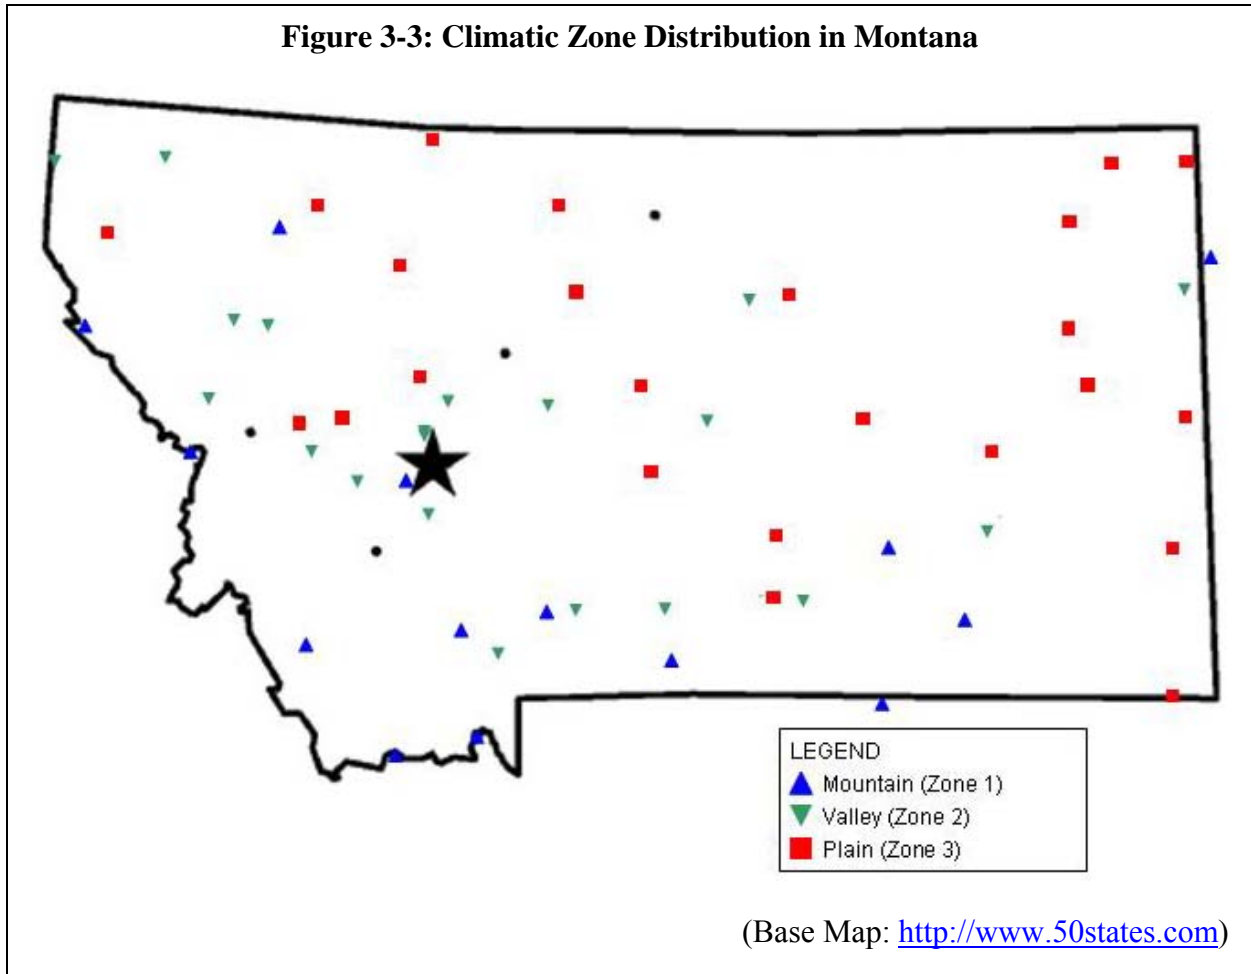 Figure 3-3: Climatic Zone Distribution in Montana
LEGEND
Mountain (Zone 1)
Valley (Zone 2)
Plain (Zone 3)
(Base Map: http://www.50states.com)